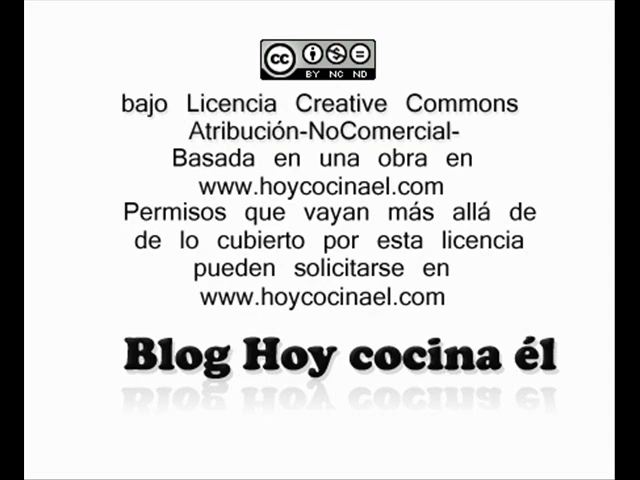 cc
BY NC ND
bajo Licencia Creative Commons
Atribución-NoComercial-
Basada en una obra en
www.hoycocinael.com
Permisos que vayan más allá de
de lo cubierto por esta licencia
pueden solicitarse en
www.hoycocinael.com
Blog Hoy cocina él